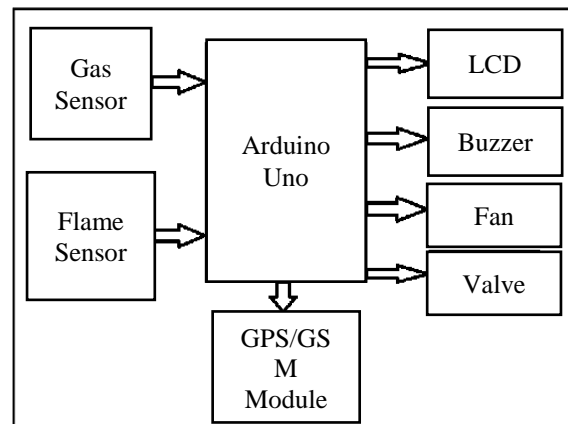 Gas
Sensor
Flame
Sensor
Arduino
Uno
LCD
Buzzer
Fan
Valve
GPS/GS
M
Module